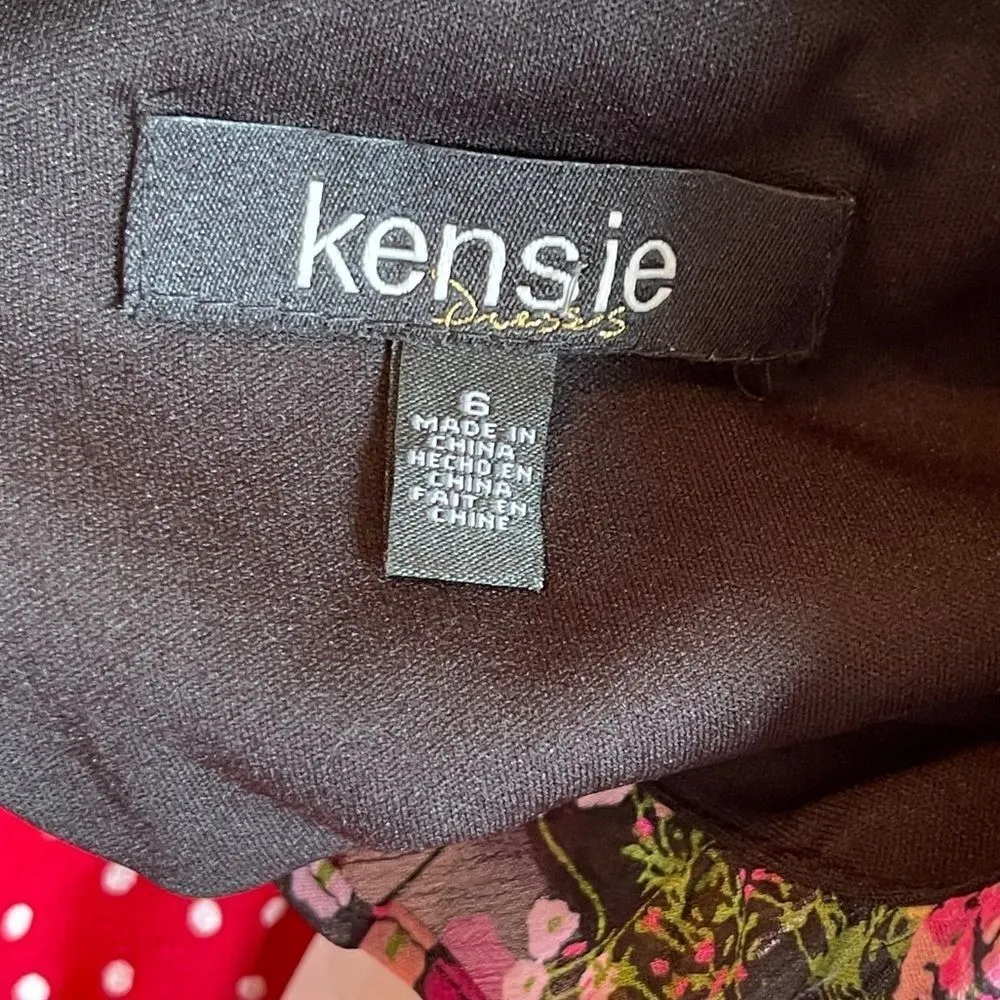 kensie
Dresses
6
MADE IN
CHINA
HECHO EN
CHINA
FAIT EN
CHINE